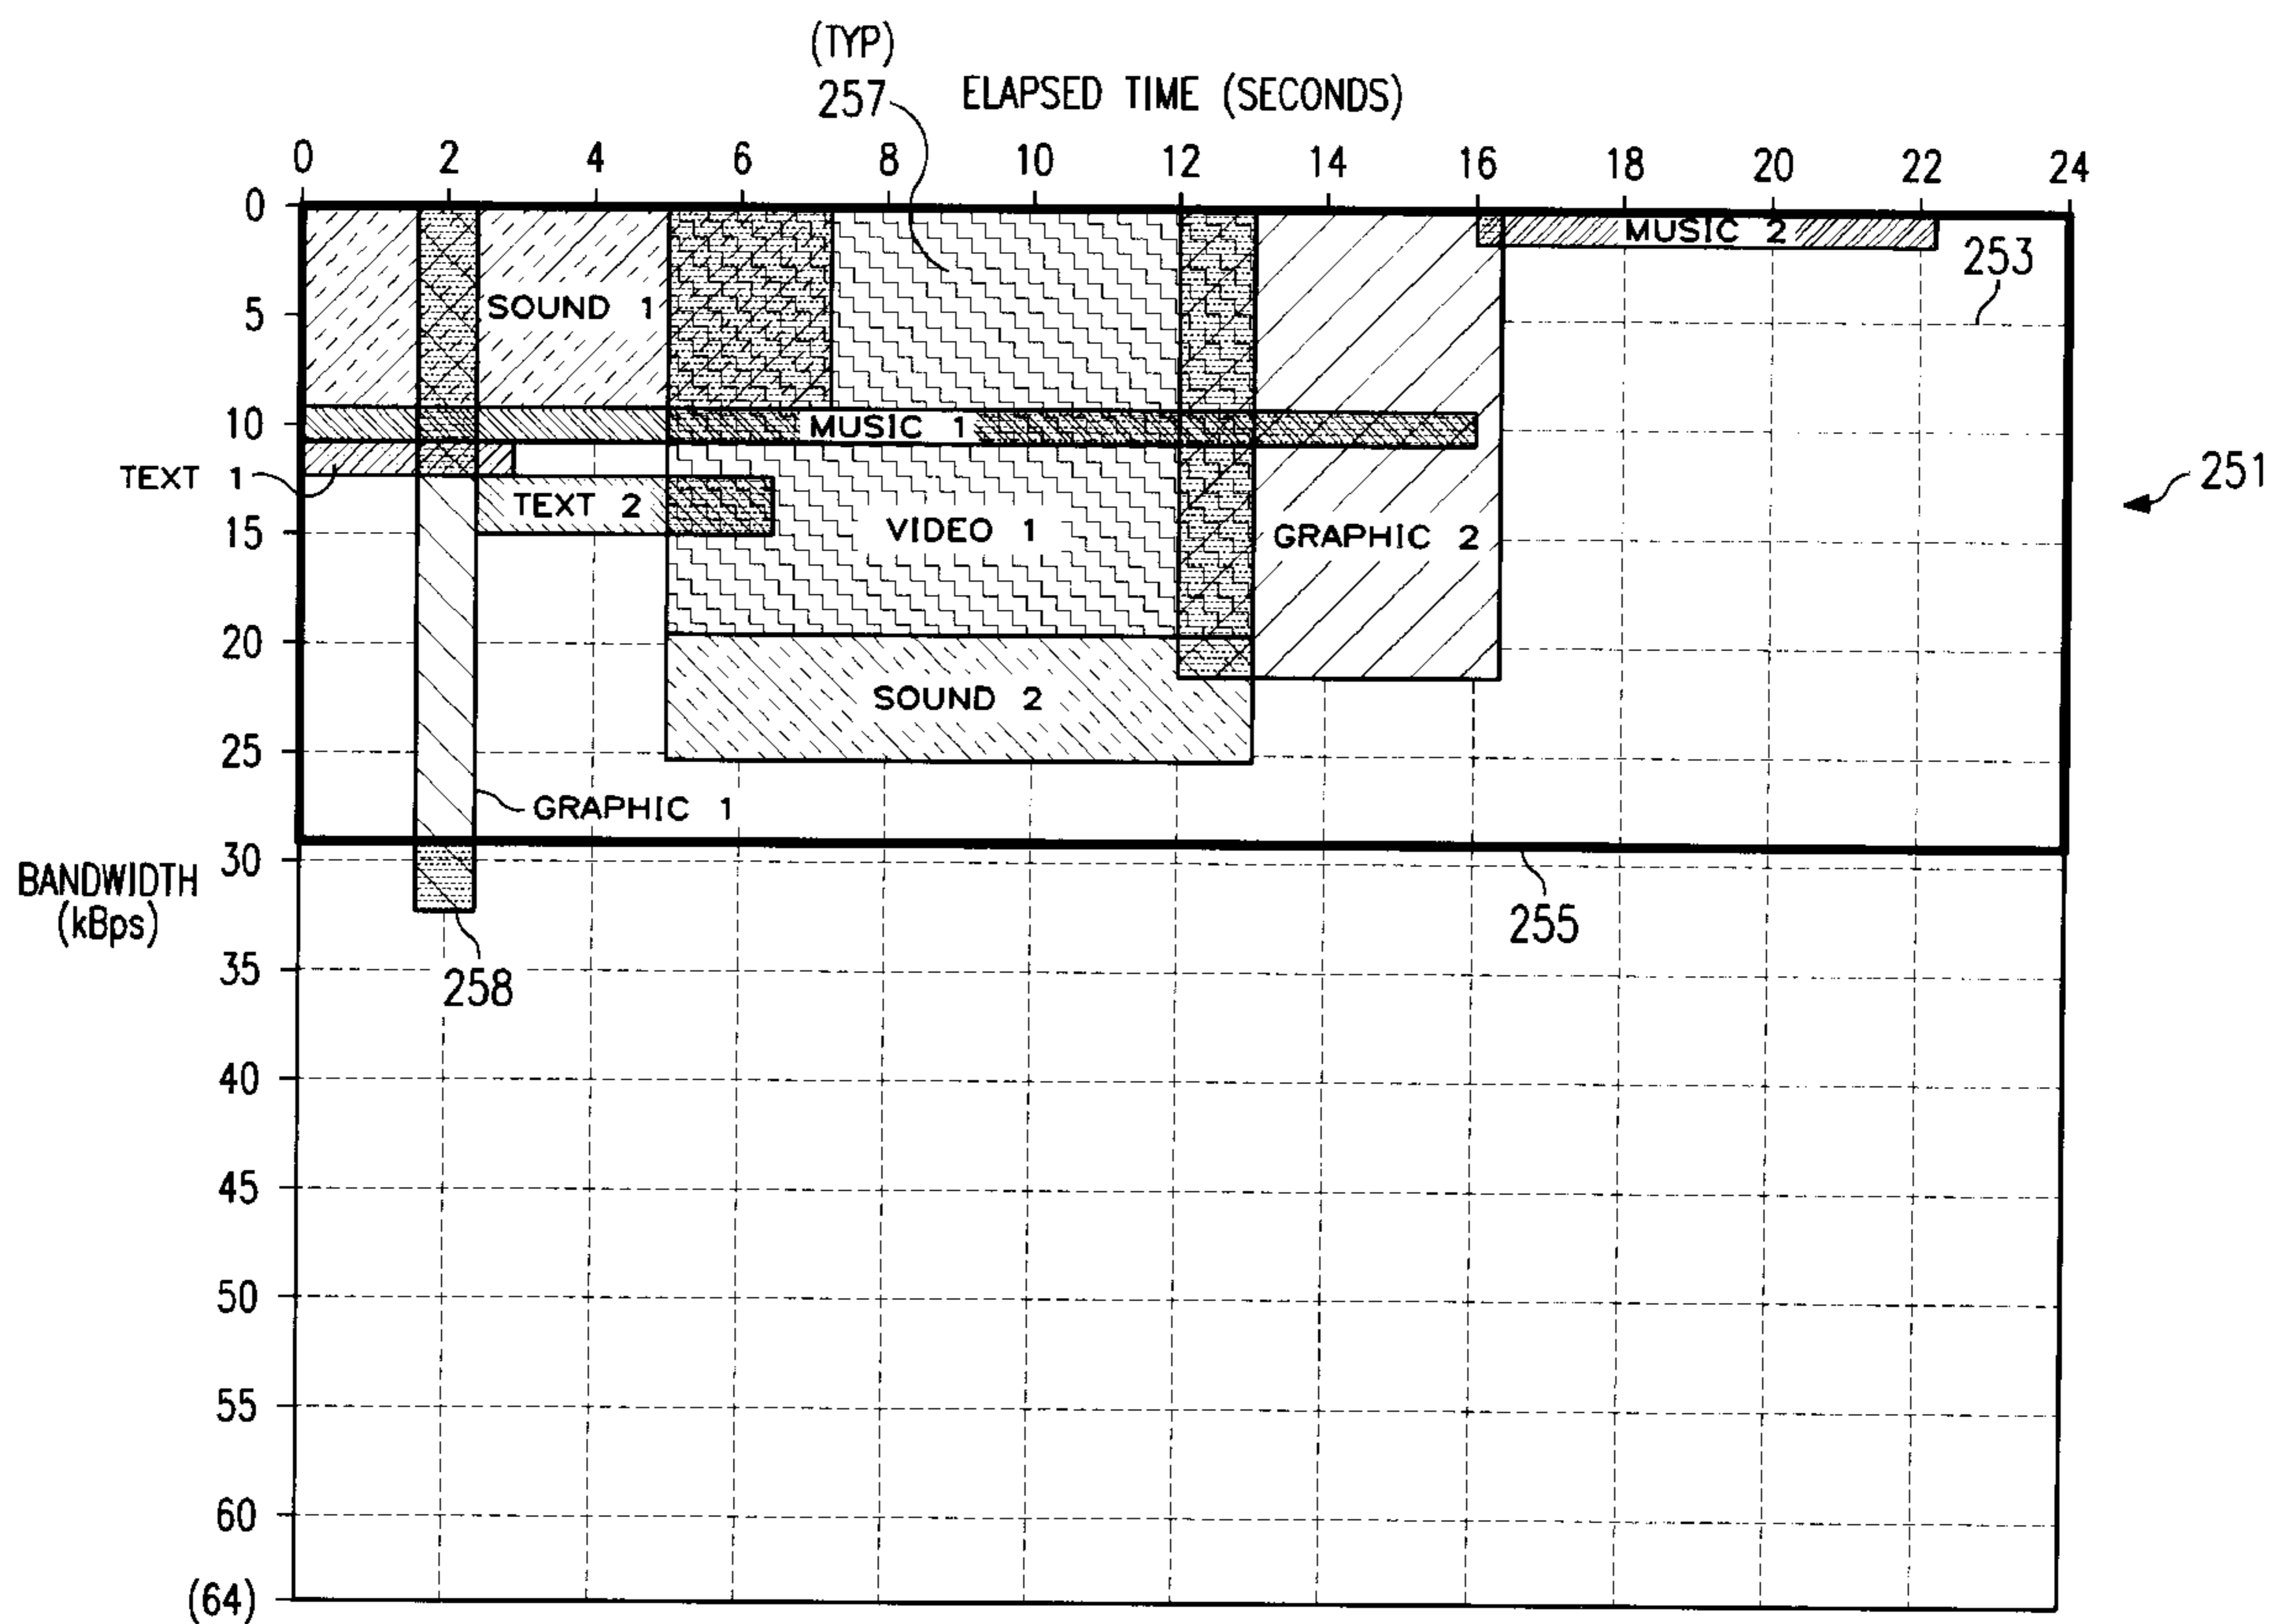 (TYP)
257
ELAPSED TIME (SECONDS)
0 2 4 6 8 10 12 14 16 18 20 22 24
0
MUSIC 2
253
5
SOUND 1
10
MUSIC 1
TEXT 1
251
TEXT 2
15
VIDEO 1
GRAPHIC 2
20
SOUND 2
25
GRAPHIC 1
30
BANDWIDTH
(kBps)
255
35
258
40
45
50
55
60
(64)